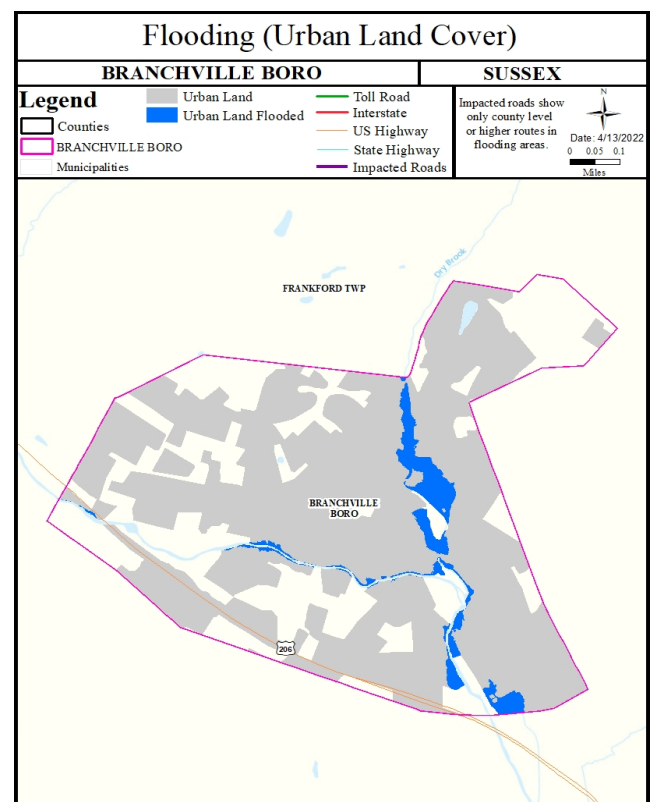 Flooding (Urban Land Cover)
BRANCHVILLE BORO
SUSSEX
Legend
Counties
BRANCHVILLE BORO
Municipalities
Urban Land
Urban Land Flooded
Toll Road
Interstate
US Highway
State Highway
Impacted Roads
Impacted roads show
only county level
or higher routes in
flooding areas.
N
Date: 4/13/2022
0 0.05 0.1
Miles
Dry Brook
FRANKFORD TWP
BRANCHVILLE
BORO
206